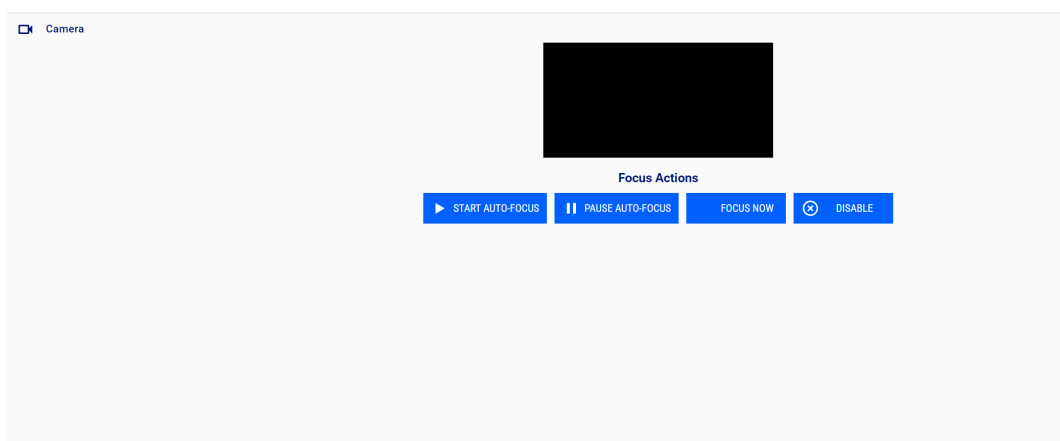 Camera
Focus Actions
START AUTO-FOCUS PAUSE AUTO-FOCUS FOCUS NOW DISABLE